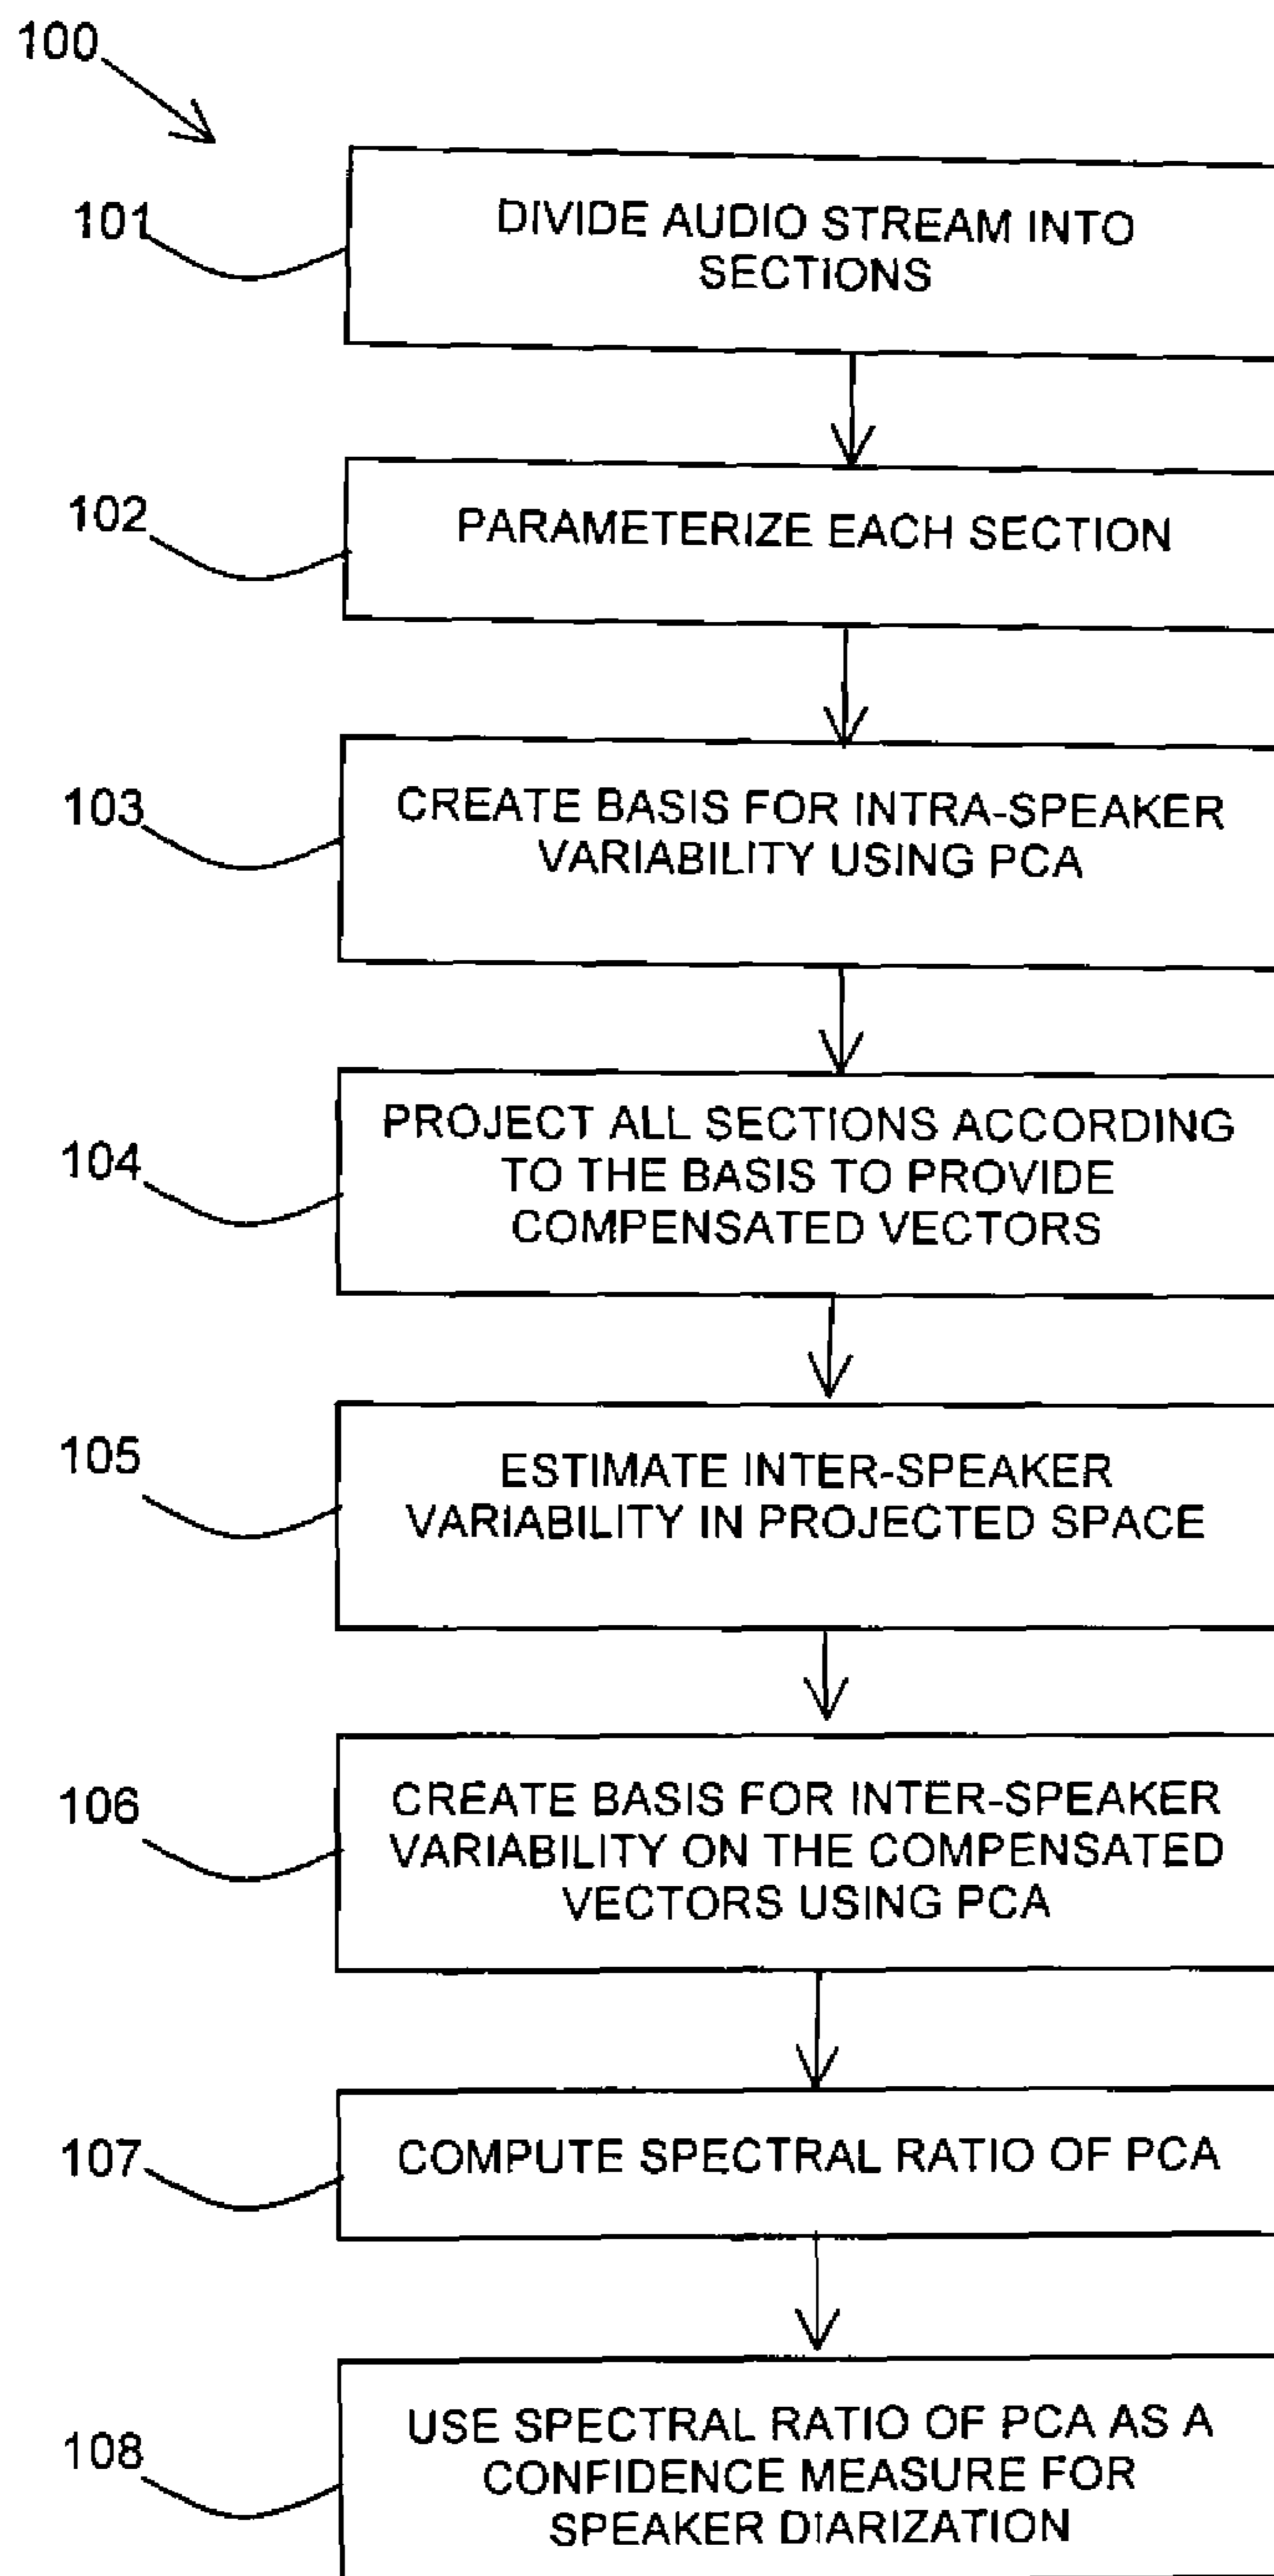 100
101
DIVIDE AUDIO STREAM INTO
SECTIONS
102
PARAMETERIZE EACH SECTION
103
CREATE BASIS FOR INTRA-SPEAKER
VARIABILITY USING PCA
104
PROJECT ALL SECTIONS ACCORDING
TO THE BASIS TO PROVIDE
COMPENSATED VECTORS
105
ESTIMATE INTER-SPEAKER
VARIABILITY IN PROJECTED SPACE
106
CREATE BASIS FOR INTER-SPEAKER
VARIABILITY ON THE COMPENSATED
VECTORS USING PCA
107
COMPUTE SPECTRAL RATIO OF PCA
108
USE SPECTRAL RATIO OF PCA AS A
CONFIDENCE MEASURE FOR
SPEAKER DIARIZATION